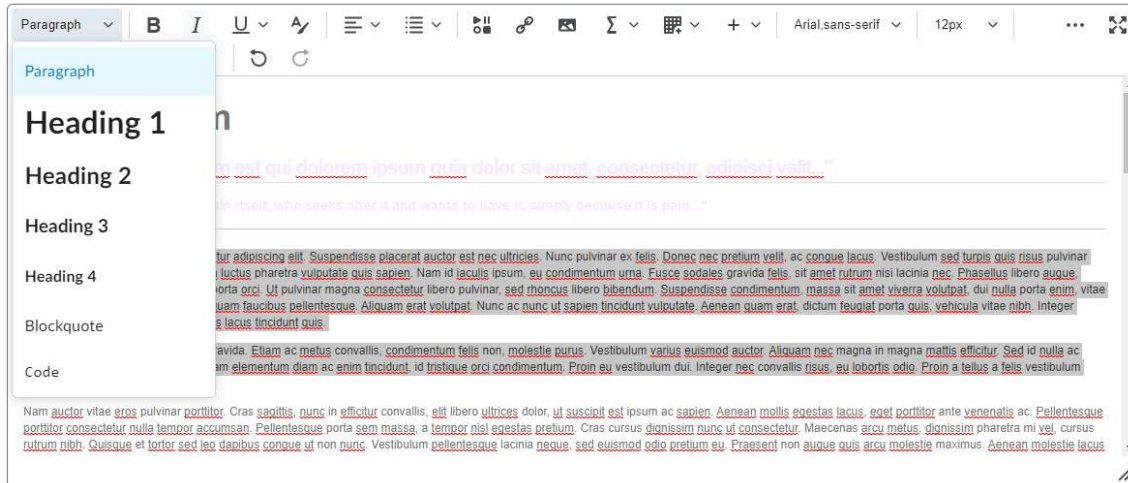 Paragraph B I U Σ + Arial,sans-serif 12px
Paragraph
Heading 1
Heading 2
Heading 3
Heading 4
Blockquote
Code
m
m est qui dolorem ipsum quia dolor sit amet, consectetur, adipisci velit..."
in itself, who seeks after it and wants to have it, simply because it is pain..."
tur adipiscing elit. Suspendisse placerat auctor est nec ultricies. Nunc pulvinar ex felis. Donec nec pretium velit, ac congue lacus. Vestibulum sed turpis quis risus pulvinar
luctus pharetra vulputate quis sapien. Nam id iaculis ipsum, eu condimentum urna. Fusce sodales gravida felis, sit amet rutrum nisi lacinia nec. Phasellus libero augue,
porta orci. Ut pulvinar magna consectetur libero pulvinar, sed rhoncus libero bibendum. Suspendisse condimentum, massa sit amet viverra volutpat, dui nulla porta enim, vitae
quam faucibus pellentesque. Aliquam erat volutpat. Nunc ac nunc ut sapien tincidunt vulputate. Aenean quam erat, dictum feugiat porta quis, vehicula vitae nibh. Integer
s lacus tincidunt quis.
ravida. Etiam ac metus convallis, condimentum felis non, molestie purus. Vestibulum varius euismod auctor. Aliquam nec magna in magna mattis efficitur. Sed id nulla ac
am elementum diam ac enim tincidunt, id tristique orci condimentum. Proin eu vestibulum dui. Integer nec convallis risus, eu lobortis odio. Proin a tellus a felis vestibulum
Nam auctor vitae eros pulvinar porttitor. Cras sagittis, nunc in efficitur convallis, elit libero ultrices dolor, ut suscipit est ipsum ac sapien. Aenean mollis egestas lacus, eget porttitor ante venenatis ac. Pellentesque
porttitor consectetur nulla tempor accumsan. Pellentesque porta sem massa, a tempor nisl egestas pretium. Cras cursus dignissim nunc ut consectetur. Maecenas arcu metus, dignissim pharetra mi vel, cursus
rutrum nibh. Quisque et tortor sed leo dapibus congue ut non nunc. Vestibulum pellentesque lacinia neque, sed euismod odio pretium eu. Praesent non augue quis arcu molestie maximus. Aenean molestie lacus